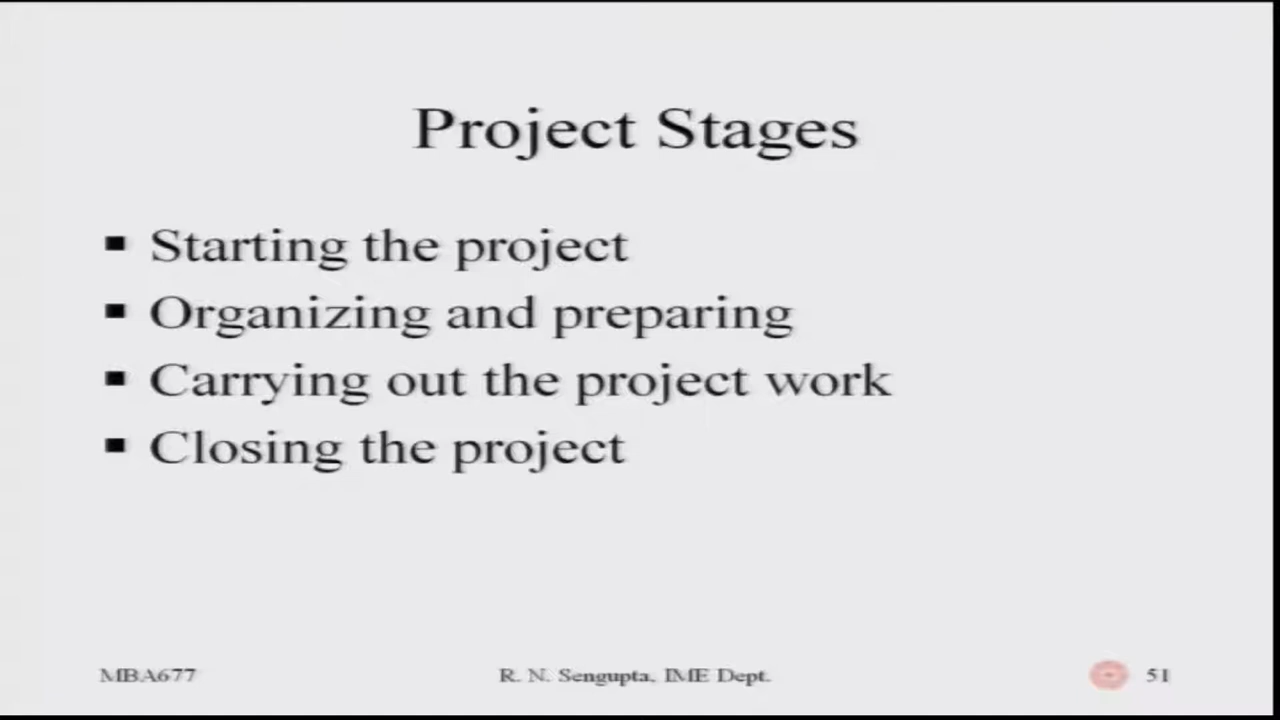 Project Stages
Starting the project
Organizing and preparing
Carrying out the project work
Closing the project
MBA677 R. N. Sengupta, IME Dept. 51